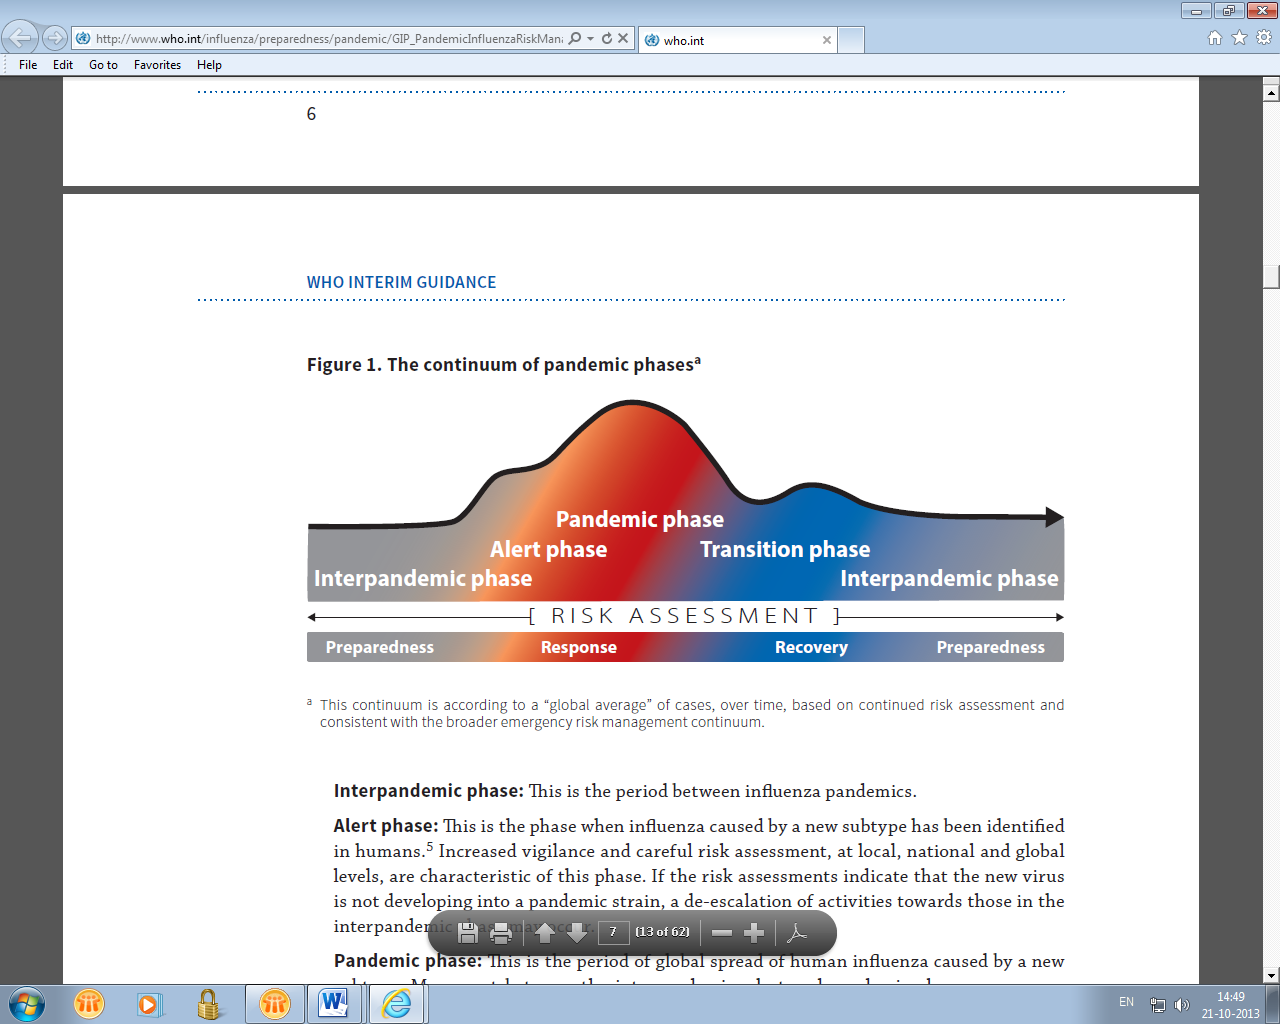 http://www.who.int/influenza/preparedness/pandemic/GIP_PandemicInfluenzaRiskMan
who.int
File Edit Go to Favorites Help
6
WHO INTERIM GUIDANCE
Figure 1. The continuum of pandemic phasesa
Pandemic phase
Alert phase Transition phase
Interpandemic phase Interpandemic phase
[ RISK ASSESSMENT ]
Preparedness Response Recovery Preparedness
a This continuum is according to a “global average” of cases, over time, based on continued risk assessment and
consistent with the broader emergency risk management continuum.
Interpandemic phase: This is the period between influenza pandemics.
Alert phase: This is the phase when influenza caused by a new subtype has been identified
in humans.5 Increased vigilance and careful risk assessment, at local, national and global
levels, are characteristic of this phase. If the risk assessments indicate that the new virus
is not developing into a pandemic strain, a de-escalation of activities towards those in the
interpandemic phase may occur.
7 (13 of 62)
Pandemic phase: This is the period of global spread of human influenza caused by a new
EN 14:49
21-10-2013